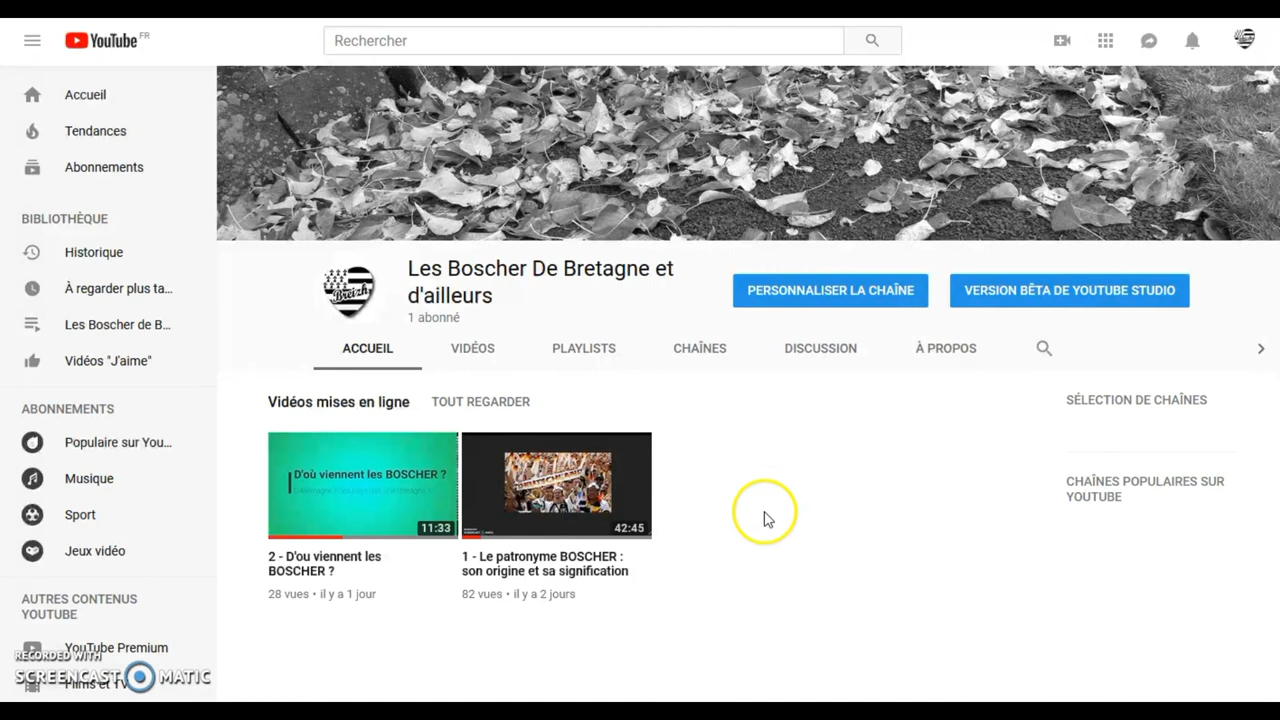 YouTube FR
Rechercher
Accueil
Tendances
Abonnements
BIBLIOTHÈQUE
Historique
À regarder plus ta...
Les Boscher de B...
Vidéos "J'aime"
ABONNEMENTS
Populaire sur You...
Musique
Sport
Jeux vidéo
AUTRES CONTENUS
YOUTUBE
YouTube Premium
Films et TV
RECORDED WITH
SCREENCAST MATIC
Breizh
Les Boscher De Bretagne et
d'ailleurs
1 abonné
PERSONNALISER LA CHAÎNE
VERSION BÊTA DE YOUTUBE STUDIO
ACCUEIL
VIDÉOS
PLAYLISTS
CHAÎNES
DISCUSSION
À PROPOS
Vidéos mises en ligne
TOUT REGARDER
D'où viennent les BOSCHER ?
11:33
2 - D'ou viennent les
BOSCHER ?
28 vues • il y a 1 jour
42:45
1 - Le patronyme BOSCHER :
son origine et sa signification
82 vues • il y a 2 jours
SÉLECTION DE CHAÎNES
CHAÎNES POPULAIRES SUR
YOUTUBE